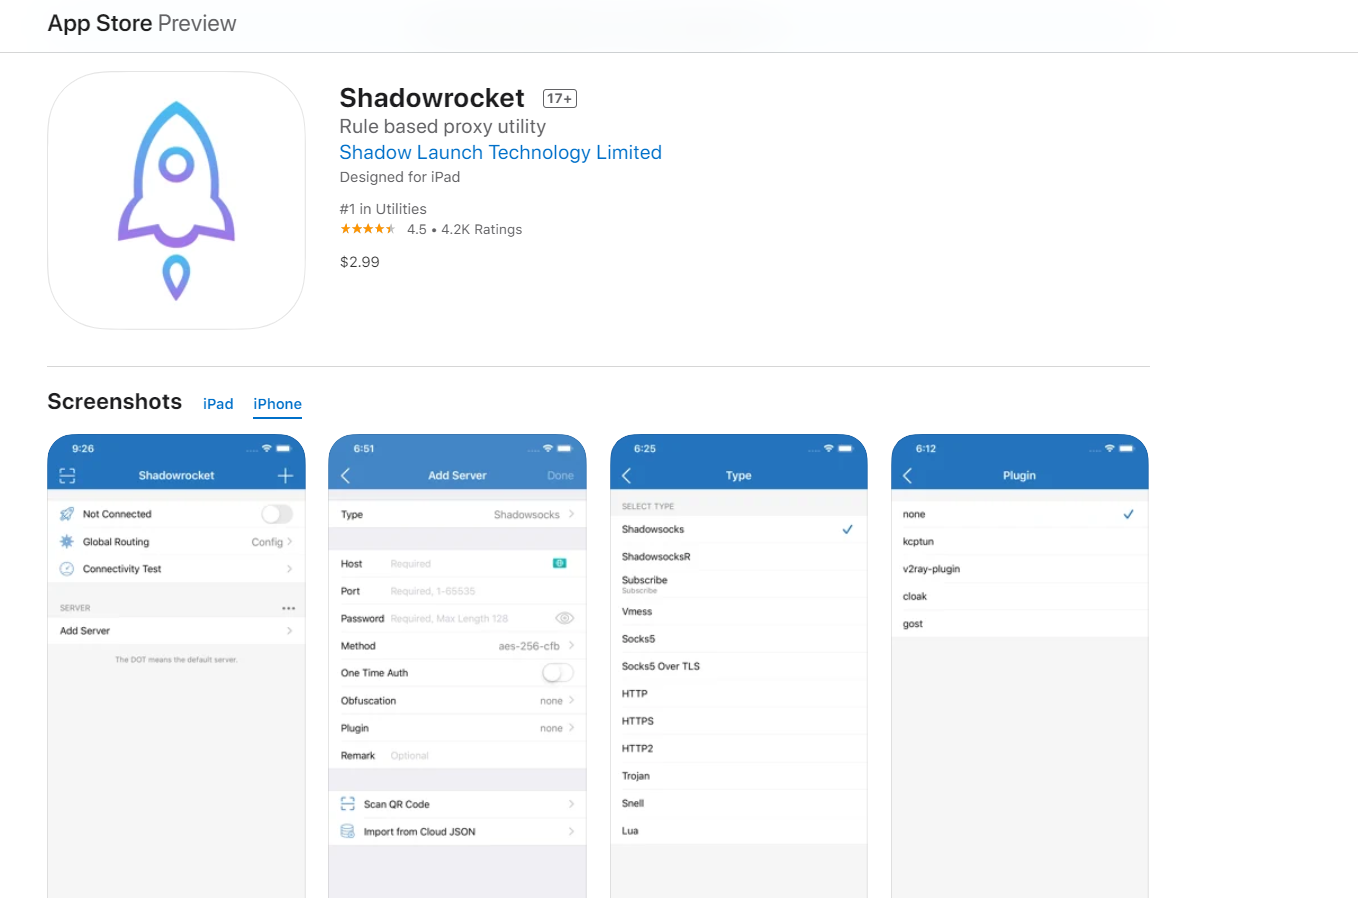 App Store Preview
Shadowrocket 17+
Rule based proxy utility
Shadow Launch Technology Limited
Designed for iPad
#1 in Utilities
4.5 • 4.2K Ratings
$2.99
Screenshots iPad iPhone
9:26
Shadowrocket
Not Connected
Global Routing Config
Connectivity Test
SERVER
Add Server
The DOT means the default server.
6:51
Add Server Done
Type Shadowsocks
Host Required
Port Required, 1-65535
Password Required, Max Length 128
Method aes-256-cfb
One Time Auth
Obfuscation none
Plugin none
Remark Optional
Scan QR Code
Import from Cloud JSON
6:25
Type
SELECT TYPE
Shadowsocks
ShadowsocksR
Subscribe
Subscribe
Vmess
Socks5
Socks5 Over TLS
HTTP
HTTPS
HTTP2
Trojan
Snell
Lua
6:12
Plugin
none
kcptun
v2ray-plugin
cloak
gost